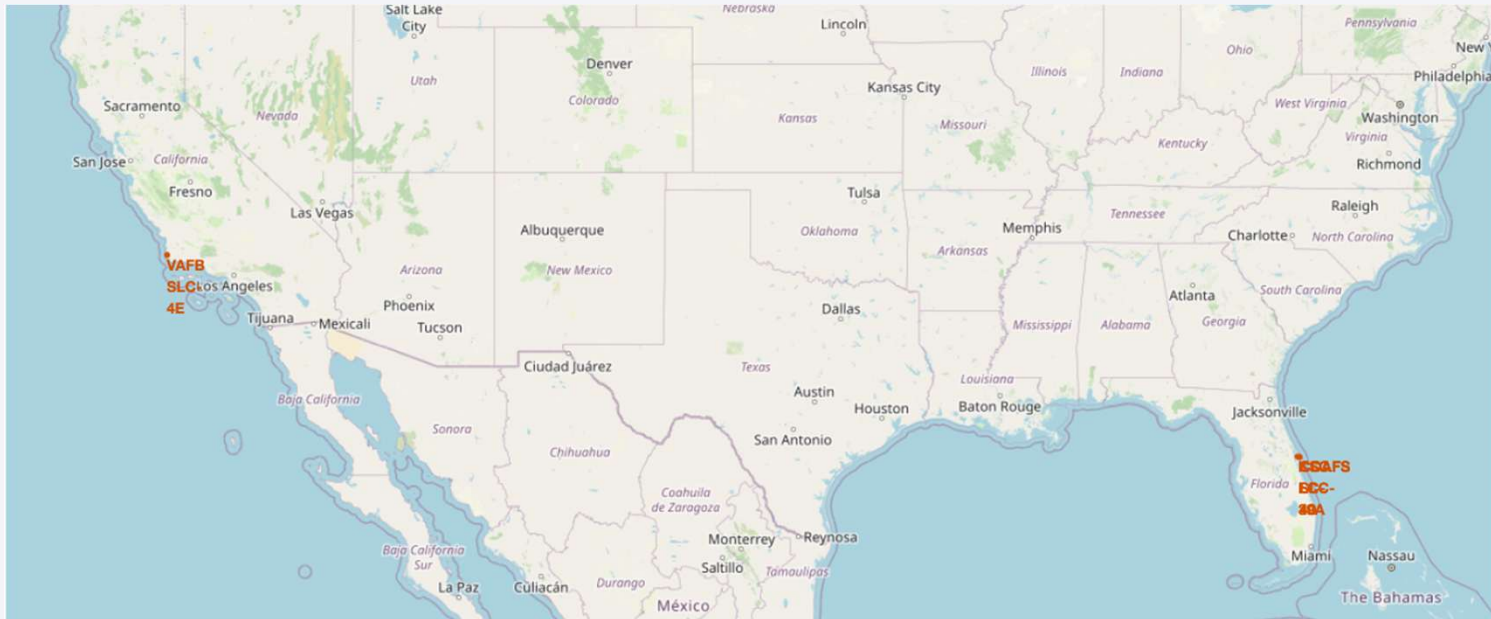 Salt Lake
City
Nebraska
Lincoln
Pennsylvania
Ohio
New Y
Denver
Utah
Illinois
Indiana
Philadelphia
Sacramento
Nevada
Colorado
Kansas City
Kansas
Missouri
West Virginia
Washington
Virginia
San Jose
California
Kentucky
Richmond
Fresno
Las Vegas
Tulsa
Raleigh
Tennessee
Albuquerque
Oklahoma
Memphis
Charlotte
North Carolina
Arkansas
VAFB
SLC-
4E
Los Angeles
Arizona
New Mexico
South Carolina
Atlanta
Phoenix
Dallas
Tijuana
Mexicali
Tucson
Mississippi
Alabama
Georgia
Ciudad Juárez
Texas
Louisiana
Baja California
Austin
Houston
Baton Rouge
Jacksonville
Sonora
San Antonio
Chihuahua
Florida
Coahuila
de Zaragoza
Monterrey
Reynosa
Baja California
Sur
Saltillo
Tamaulipas
Miami
Nassau
La Paz
Culiacán
Durango
México
The Bahamas